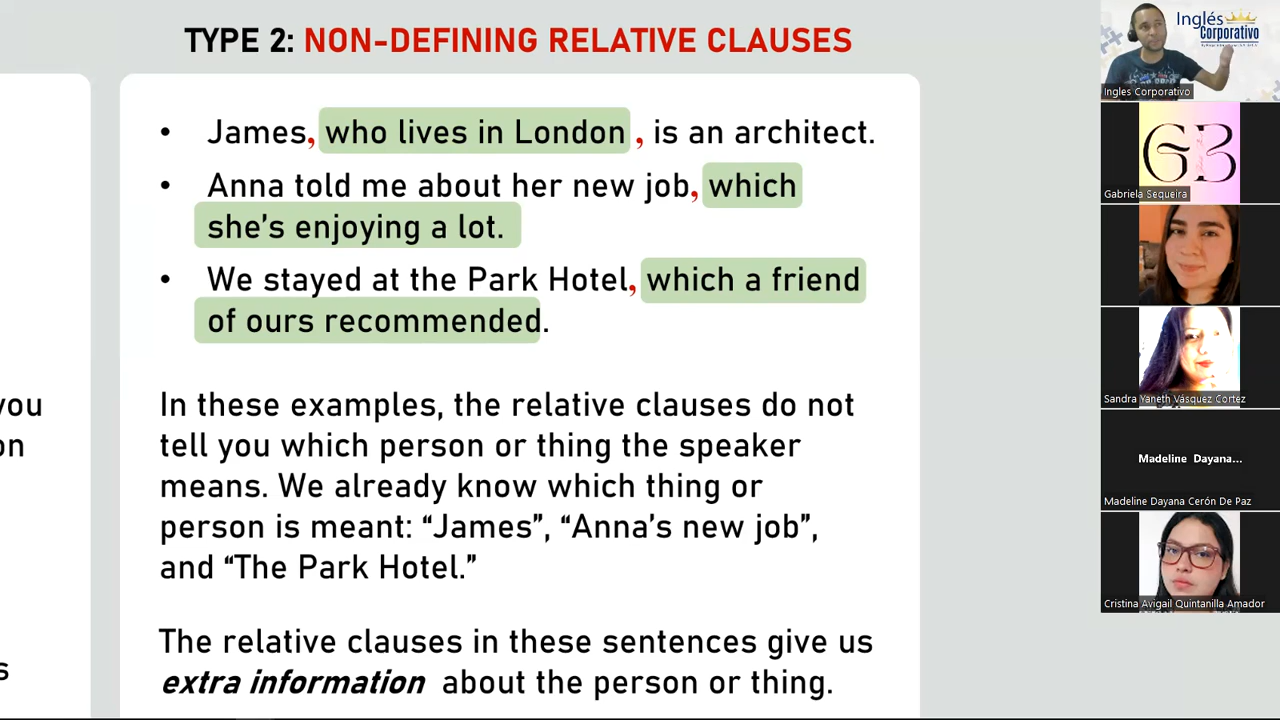 TYPE 2: NON-DEFINING RELATIVE CLAUSES
• James, who lives in London , is an architect.
• Anna told me about her new job, which
she's enjoying a lot.
• We stayed at the Park Hotel, which a friend
of ours recommended.
In these examples, the relative clauses do not
tell you which person or thing the speaker
means. We already know which thing or
person is meant: “James”, “Anna’s new job”,
and “The Park Hotel.”
The relative clauses in these sentences give us
extra information about the person or thing.
you
on
s
Inglés
Corporativo
Ingles Corporativo
GB
Gabriela Sequeira
Sandra Yaneth Vásquez Cortez
Madeline Dayana...
Madeline Dayana Cerón De Paz
Cristina Avigail Quintanilla Amador